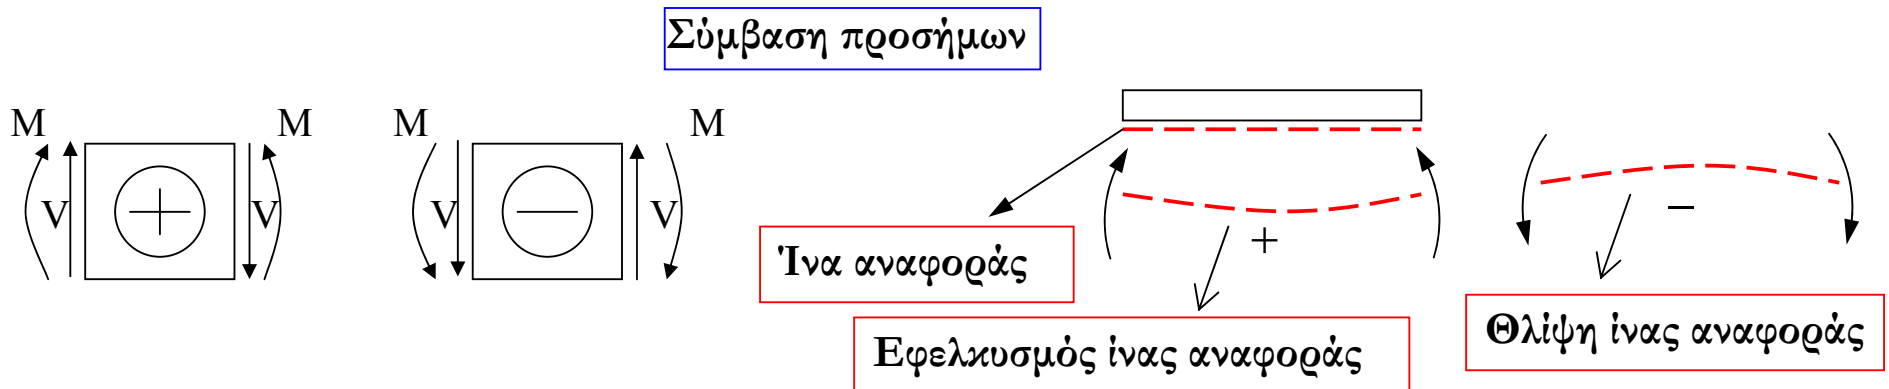 Σύμβαση προσήμων
M M M M
V V V V
+ −
Ίνα αναφοράς
+
−
Εφελκυσμός ίνας αναφοράς
Θλίψη ίνας αναφοράς